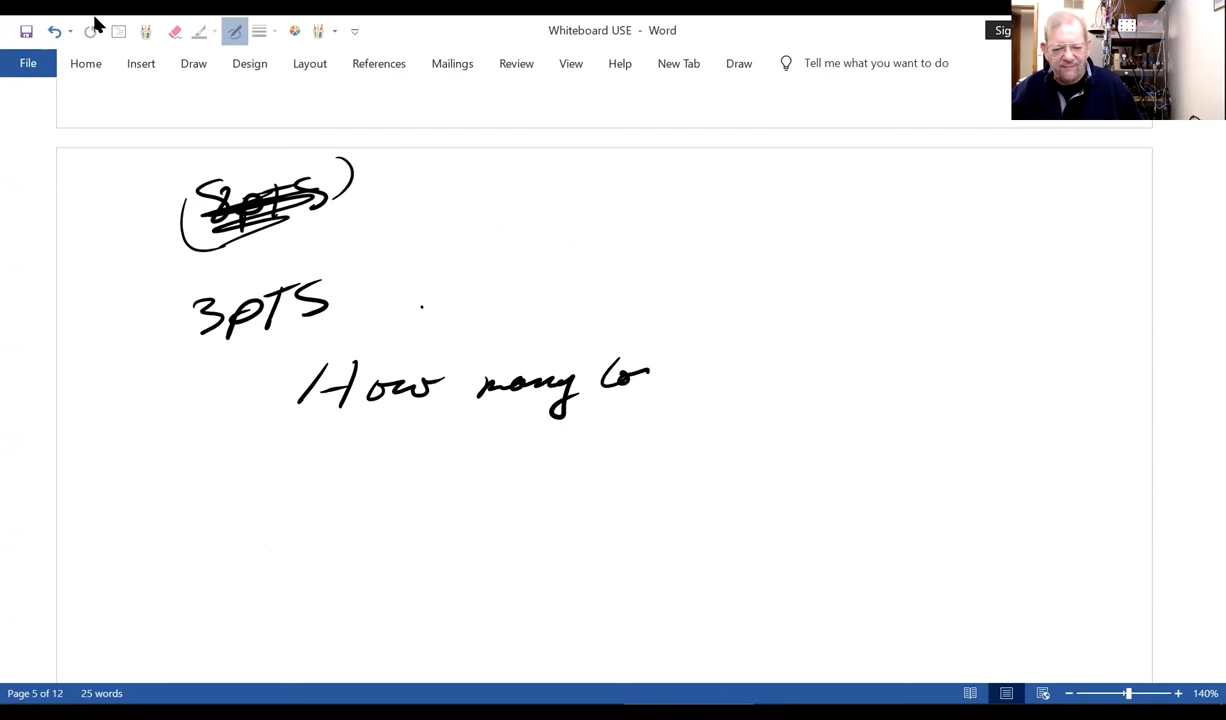 Whiteboard USE - Word
File Home Insert Draw Design Layout References Mailings Review View Help New Tab Draw Tell me what you want to do
3pTS
How many
Page 5 of 12 25 words 140%